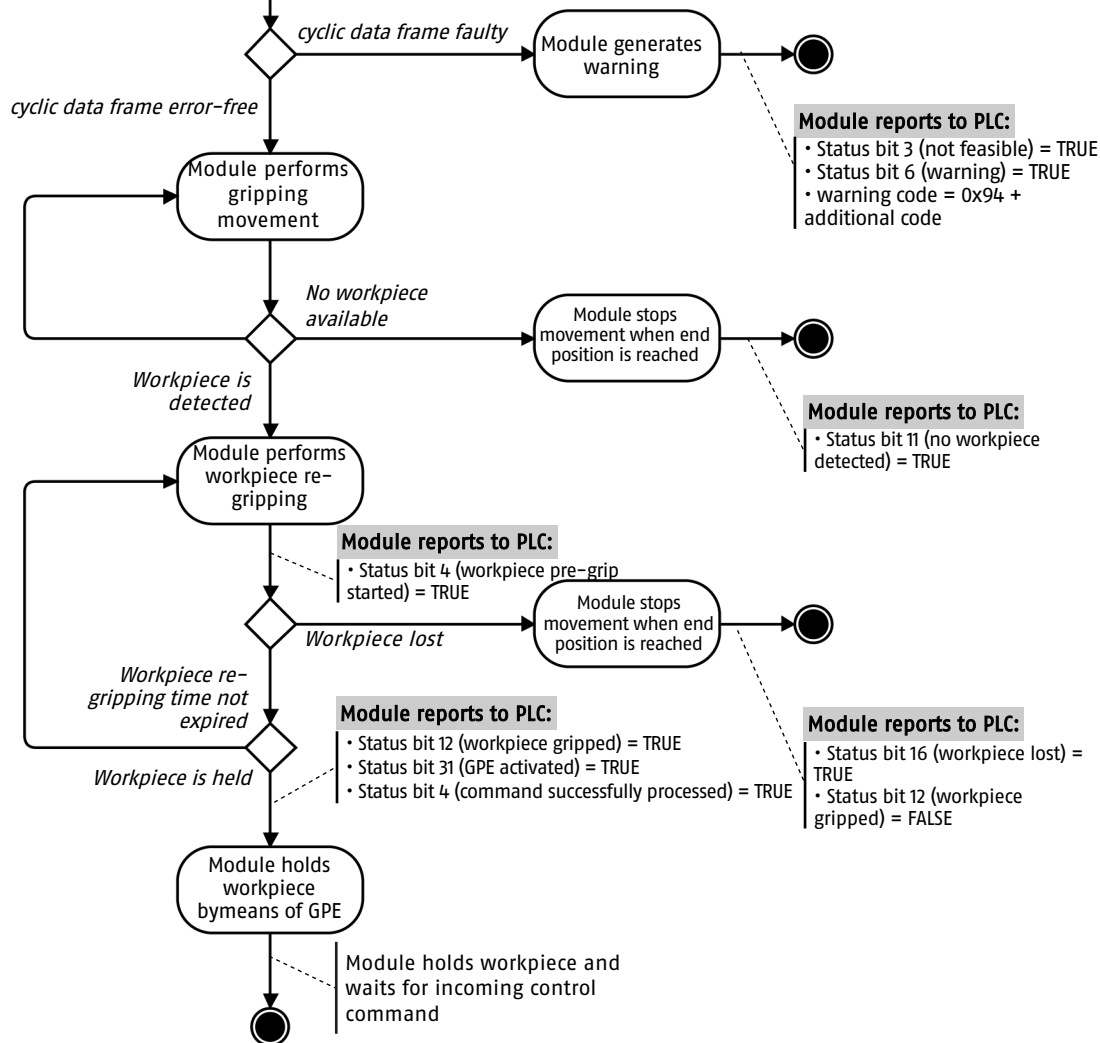 cyclic data frame faulty
Module generates
warning
cyclic data frame error-free
Module reports to PLC:
· Status bit 3 (not feasible) = TRUE
· Status bit 6 (warning) = TRUE
· warning code = 0x94 +
additional code
Module performs
gripping
movement
No workpiece
available
Module stops
movement when end
position is reached
Workpiece is
detected
Module reports to PLC:
· Status bit 11 (no workpiece
detected) = TRUE
Module performs
workpiece re-
gripping
Module reports to PLC:
· Status bit 4 (workpiece pre-grip
started) = TRUE
Module stops
movement when end
position is reached
Workpiece lost
Workpiece re-
gripping time not
expired
Module reports to PLC:
· Status bit 12 (workpiece gripped) = TRUE
· Status bit 31 (GPE activated) = TRUE
· Status bit 4 (command successfully processed) = TRUE
Module reports to PLC:
· Status bit 16 (workpiece lost) =
TRUE
· Status bit 12 (workpiece
gripped) = FALSE
Workpiece is held
Module holds
workpiece
bymeans of GPE
Module holds workpiece and
waits for incoming control
command